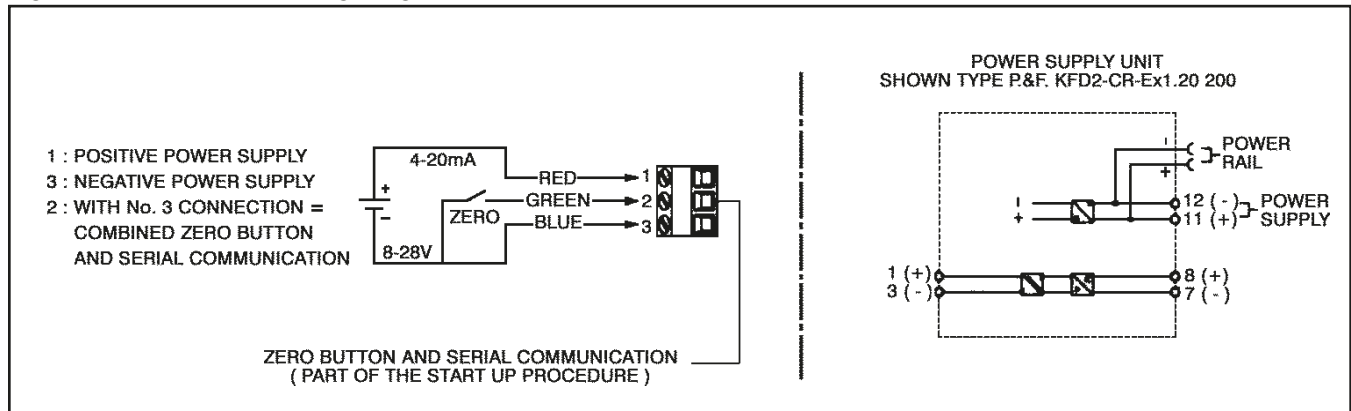 1 : POSITIVE POWER SUPPLY
3 : NEGATIVE POWER SUPPLY
2 : WITH No. 3 CONNECTION =
COMBINED ZERO BUTTON
AND SERIAL COMMUNICATION
4-20mA
+
−
ZERO
8-28V
RED
GREEN
BLUE
1
2
3
ZERO BUTTON AND SERIAL COMMUNICATION
( PART OF THE START UP PROCEDURE )
POWER SUPPLY UNIT
SHOWN TYPE P.&F. KFD2-CR-Ex1.20 200
-
+
POWER
RAIL
-
+
12 (-)
11 (+)
POWER
SUPPLY
1 (+)
3 (-)
8 (+)
7 (-)